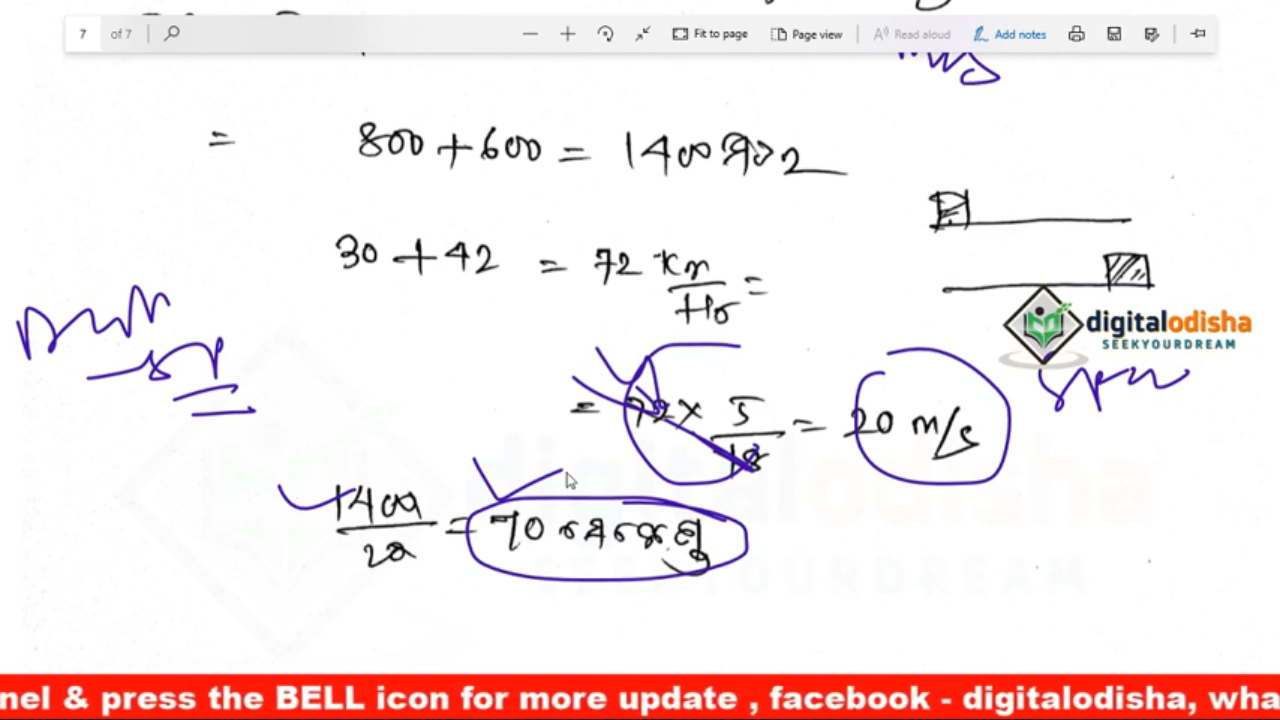 7 of 7 Fit to page Page view Read aloud Add notes
= 800 + 600 = 1400
30 + 42 = 72 Km/Hr =
digitalodisha
SEEKYOURDREAM
= 72 × 5/18 = 20 m/s
1400/20 = 70 ସେକେଣ୍ଡ
nel & press the BELL icon for more update , facebook - digitalodisha, wha